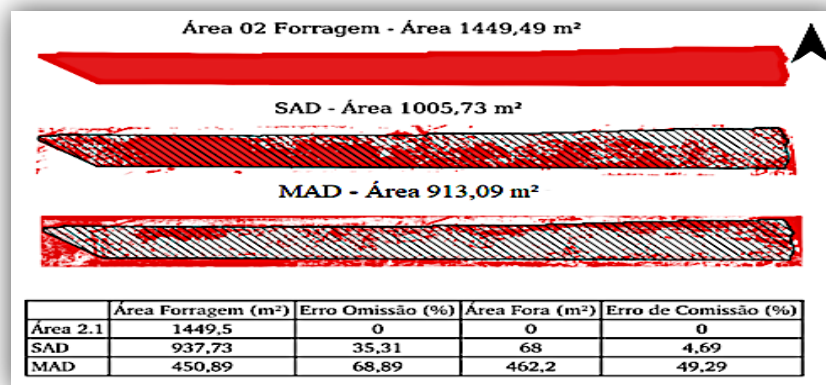 Área 02 Forragem - Área 1449,49 m²
SAD - Área 1005,73 m²
MAD - Área 913,09 m²
Área Forragem (m²) Erro Omissão (%) Área Fora (m²) Erro de Comissão (%)
Área 2.1 1449,5 0 0 0
SAD 937,73 35,31 68 4,69
MAD 450,89 68,89 462,2 49,29